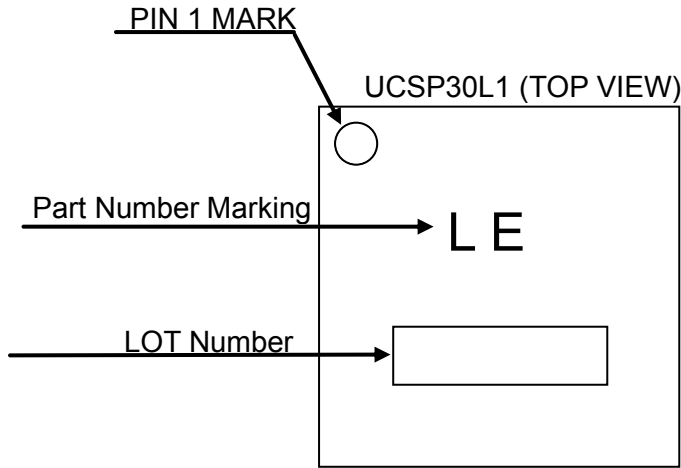 PIN 1 MARK
UCSP30L1 (TOP VIEW)
Part Number Marking
L E
LOT Number